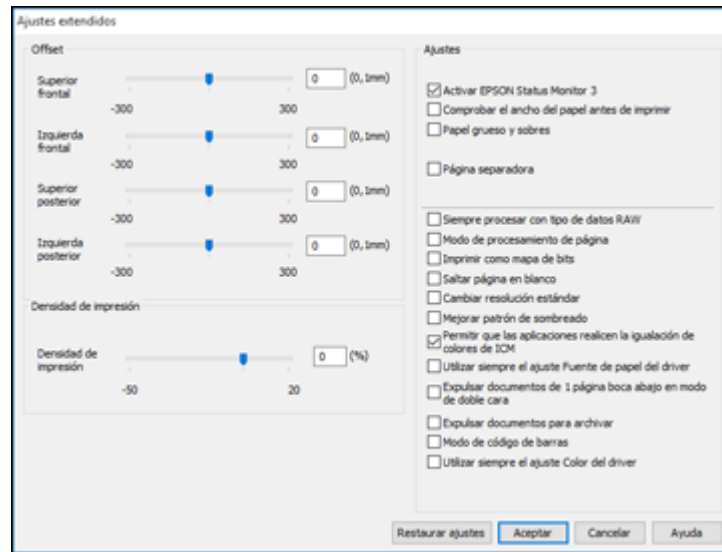 Ajustes extendidos
Offset
Superior
frontal
0
(0,1mm)
-300
300
Izquierda
frontal
0
(0,1mm)
-300
300
Superior
posterior
0
(0,1mm)
-300
300
Izquierda
posterior
0
(0,1mm)
-300
300
Densidad de impresión
Densidad de
impresión
0
(%)
-50
20
Ajustes
Activar EPSON Status Monitor 3
Comprobar el ancho del papel antes de imprimir
Papel grueso y sobres
Página separadora
Siempre procesar con tipo de datos RAW
Modo de procesamiento de página
Imprimir como mapa de bits
Saltar página en blanco
Cambiar resolución estándar
Mejorar patrón de sombreado
Permitir que las aplicaciones realicen la igualación de
colores de ICM
Utilizar siempre el ajuste Fuente de papel del driver
Expulsar documentos de 1 página boca abajo en modo
de doble cara
Expulsar documentos para archivar
Modo de código de barras
Utilizar siempre el ajuste Color del driver
Restaurar ajustes
Aceptar
Cancelar
Ayuda